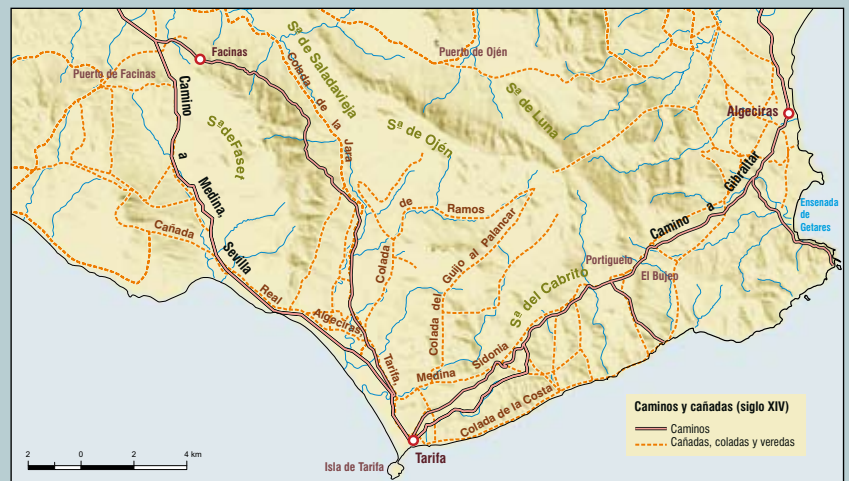 Facinas
Puerto de Facinas
Puerto de Ojén
Sª de Saladavieja
Colada de la Jara
Sª de Ojén
Sª de Luna
Sª de Faset
Algeciras
Camino a Medina, Sevilla
Camino a Gibraltar
Ensenada
de
Getares
Cañada Real Algeciras, Tarifa, Medina Sidonia
Colada de Ramos
Colada del Guijo al Palancar
Portiguelo
El Bujeo
Sª del Cabrito
Colada de la Costa
Tarifa
Isla de Tarifa
2 0 2 4 km
Caminos y cañadas (siglo XIV)
Caminos
Cañadas, coladas y veredas